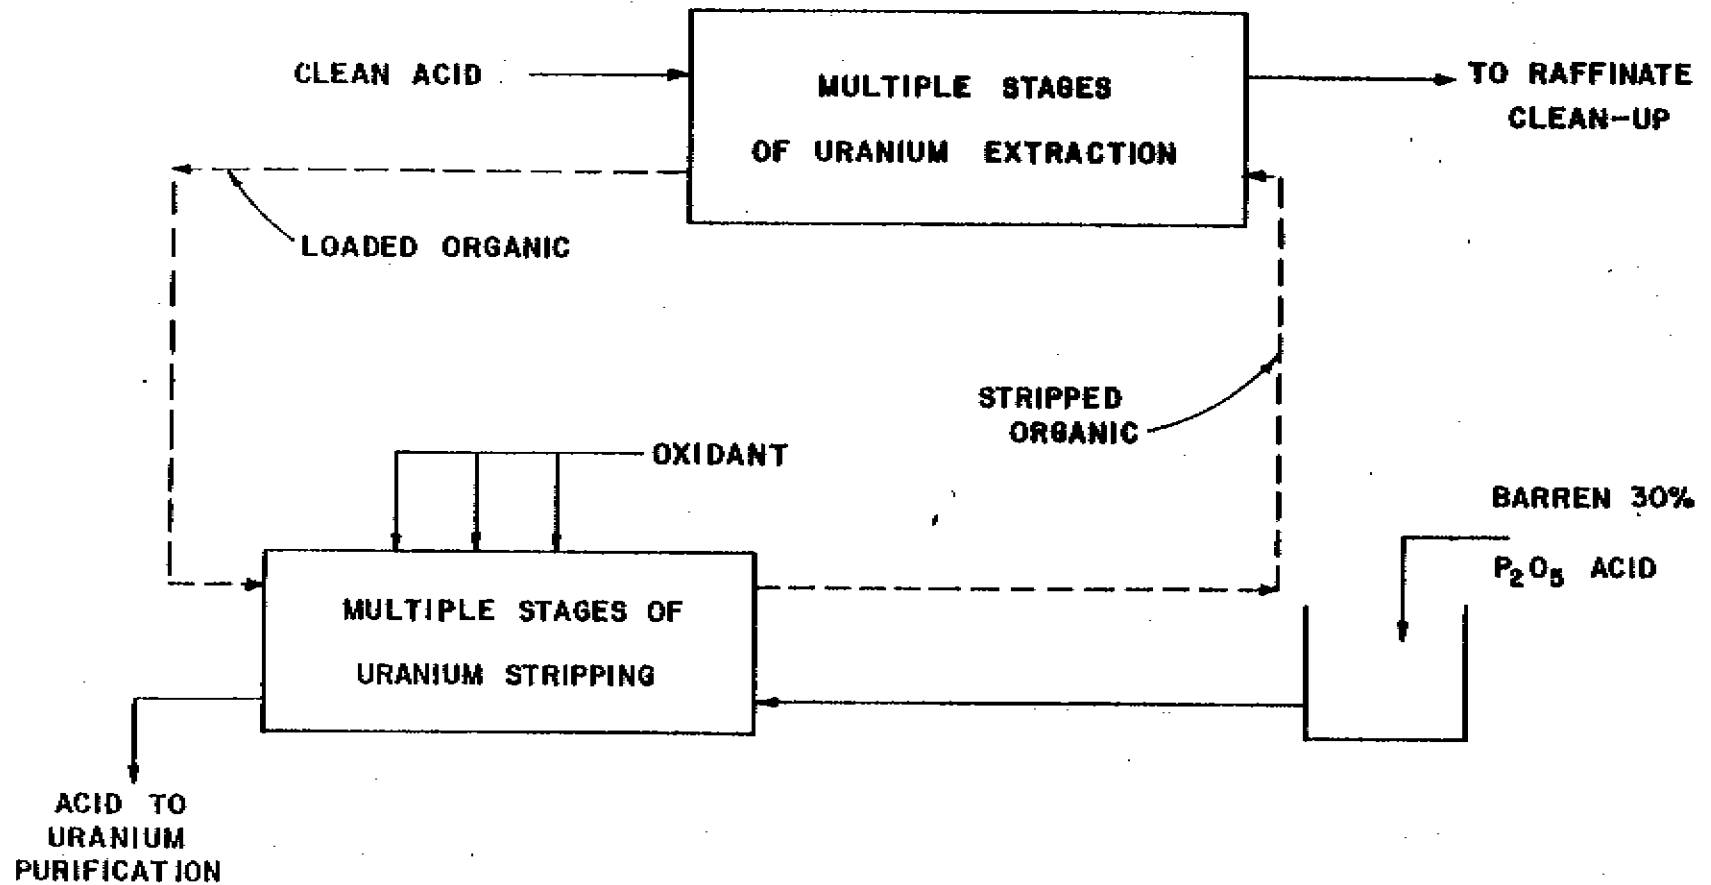 CLEAN ACID
MULTIPLE STAGES
OF URANIUM EXTRACTION
TO RAFFINATE
CLEAN-UP
LOADED ORGANIC
STRIPPED
ORGANIC
OXIDANT
BARREN 30%
P₂O₅ ACID
MULTIPLE STAGES OF
URANIUM STRIPPING
ACID TO
URANIUM
PURIFICATION